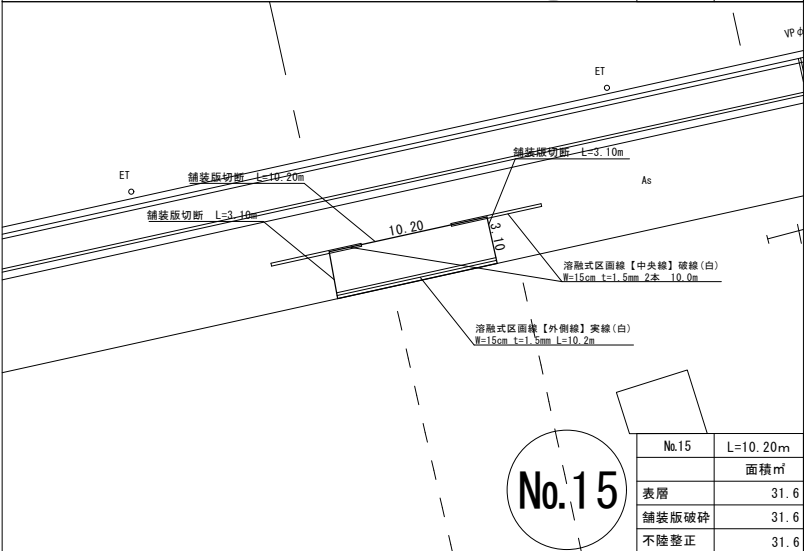 VPφ
ET
ET
舗装版切断 L=3.10m
舗装版切断 L=10.20m
As
舗装版切断 L=3.10m
10.20
3.10
溶融式区画線【中央線】破線(白)
W=15cm t=1.5mm 2本 10.0m
溶融式区画線【外側線】実線(白)
W=15cm t=1.5mm L=10.2m
No.15
No.15 L=10.20m
面積㎡
表層 31.6
舗装版破砕 31.6
不陸整正 31.6